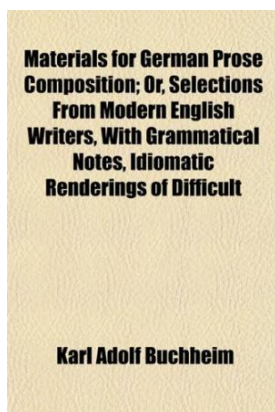 Materials for German Prose
Composition; Or, Selections
From Modern English
Writers, With Grammatical
Notes, Idiomatic
Renderings of Difficult
Karl Adolf Buchheim